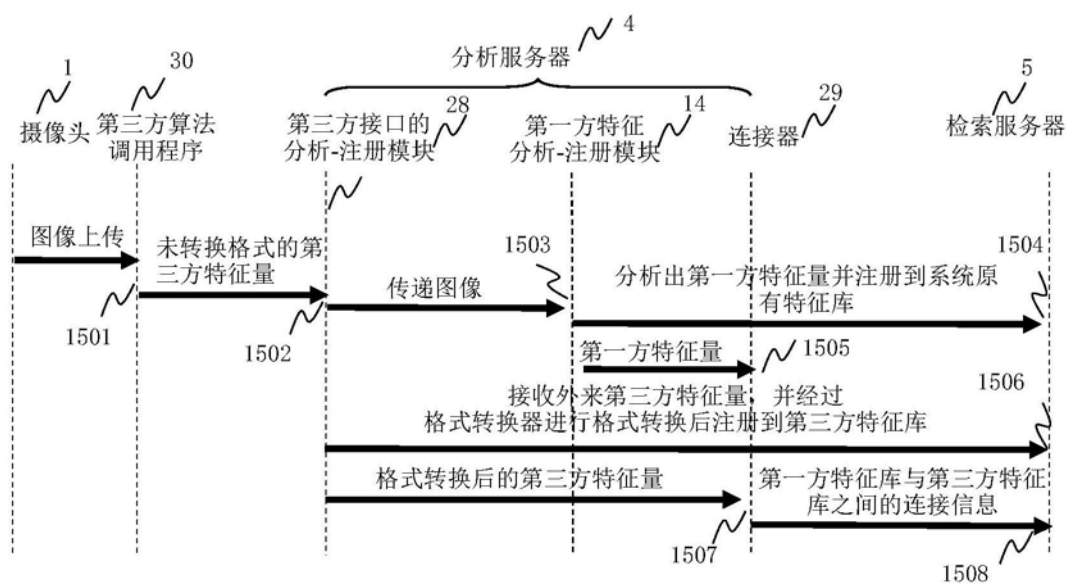 4
分析服务器
1
30
28
14
29
5
摄像头
第三方算法
调用程序
第三方接口的
分析-注册模块
第一方特征
分析-注册模块
连接器
检索服务器
图像上传
未转换格式的第
三方特征量
1503
1504
传递图像
分析出第一方特征量并注册到系统原
有特征库
1501
1502
第一方特征量
1505
1506
接收外来第三方特征量，并经过
格式转换器进行格式转换后注册到第三方特征库
格式转换后的第三方特征量
第一方特征库与第三方特征
库之间的连接信息
1507
1508